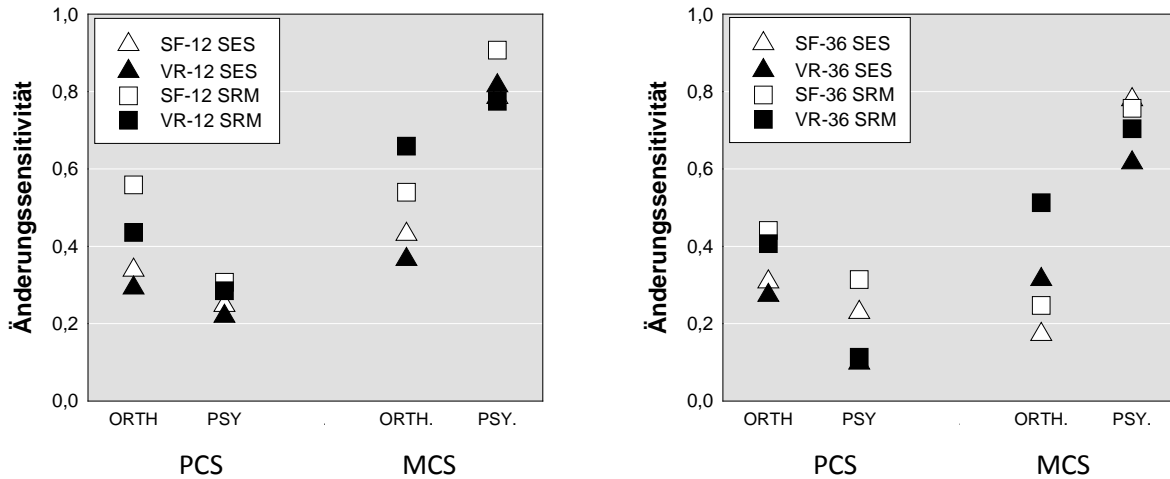 1,0
0,8
0,6
0,4
0,2
0,0
Änderungssensitivität
SF-12 SES
VR-12 SES
SF-12 SRM
VR-12 SRM
ORTH PSY . ORTH. PSY.
PCS MCS
1,0
0,8
0,6
0,4
0,2
0,0
Änderungssensitivität
SF-36 SES
VR-36 SES
SF-36 SRM
VR-36 SRM
ORTH PSY . ORTH. PSY.
PCS MCS